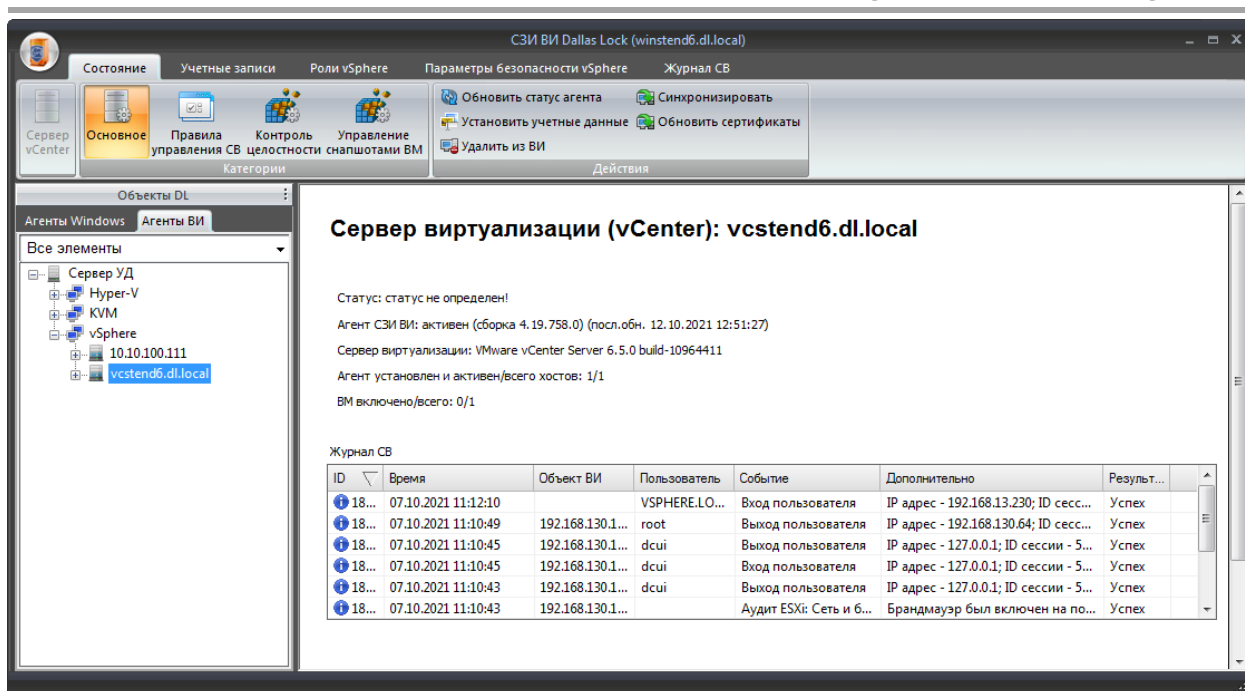 СЗИ ВИ Dallas Lock (winstend6.dl.local)
Состояние Учетные записи Роли vSphere Параметры безопасности vSphere Журнал СВ
Сервер vCenter
Основное
Правила управления СВ
Контроль целостности
Управление снапшотами ВМ
Категории
Обновить статус агента
Установить учетные данные
Удалить из ВИ
Синхронизировать
Обновить сертификаты
Действия
Объекты DL
Агенты Windows Агенты ВИ
Все элементы
Сервер УД
Hyper-V
KVM
vSphere
10.10.100.111
vcstend6.dl.local
Сервер виртуализации (vCenter): vcstend6.dl.local
Статус: статус не определен!
Агент СЗИ ВИ: активен (сборка 4.19.758.0) (посл.обн. 12.10.2021 12:51:27)
Сервер виртуализации: VMware vCenter Server 6.5.0 build-10964411
Агент установлен и активен/всего хостов: 1/1
ВМ включено/всего: 0/1
Журнал СВ
ID Время Объект ВИ Пользователь Событие Дополнительно Результ...
18... 07.10.2021 11:12:10 VSPHERE.LO... Вход пользователя IP адрес - 192.168.13.230; ID сесс... Успех
18... 07.10.2021 11:10:49 192.168.130.1... root Выход пользователя IP адрес - 192.168.130.64; ID сесс... Успех
18... 07.10.2021 11:10:45 192.168.130.1... dcui Выход пользователя IP адрес - 127.0.0.1; ID сессии - 5... Успех
18... 07.10.2021 11:10:45 192.168.130.1... dcui Вход пользователя IP адрес - 127.0.0.1; ID сессии - 5... Успех
18... 07.10.2021 11:10:43 192.168.130.1... dcui Выход пользователя IP адрес - 127.0.0.1; ID сессии - 5... Успех
18... 07.10.2021 11:10:43 192.168.130.1... Аудит ESXi: Сеть и б... Брандмауэр был включен на по... Успех